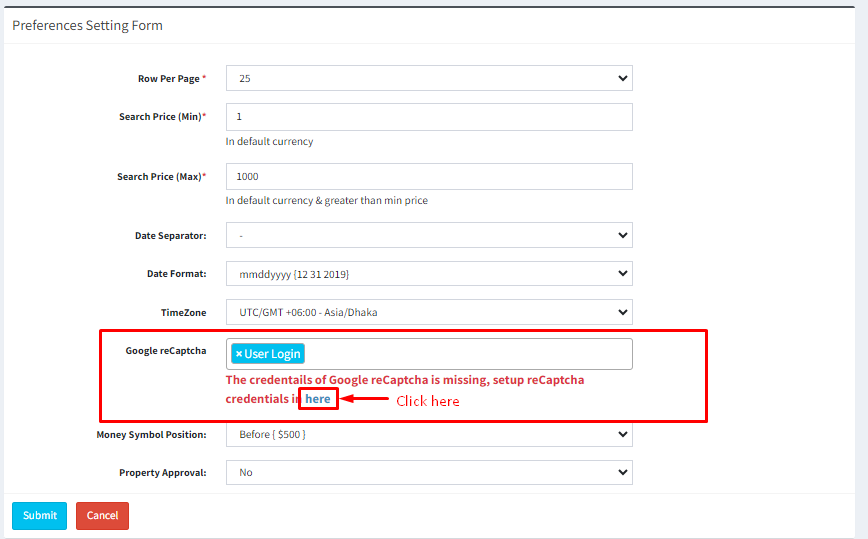 Preferences Setting Form
Row Per Page *
25
Search Price (Min)*
1
In default currency
Search Price (Max)*
1000
In default currency & greater than min price
Date Separator:
-
Date Format:
mmddyyyy {12 31 2019}
TimeZone
UTC/GMT +06:00 - Asia/Dhaka
Google reCaptcha
×User Login
The credentails of Google reCaptcha is missing, setup reCaptcha
credentials in here
Click here
Money Symbol Position:
Before { $500 }
Property Approval:
No
Submit
Cancel